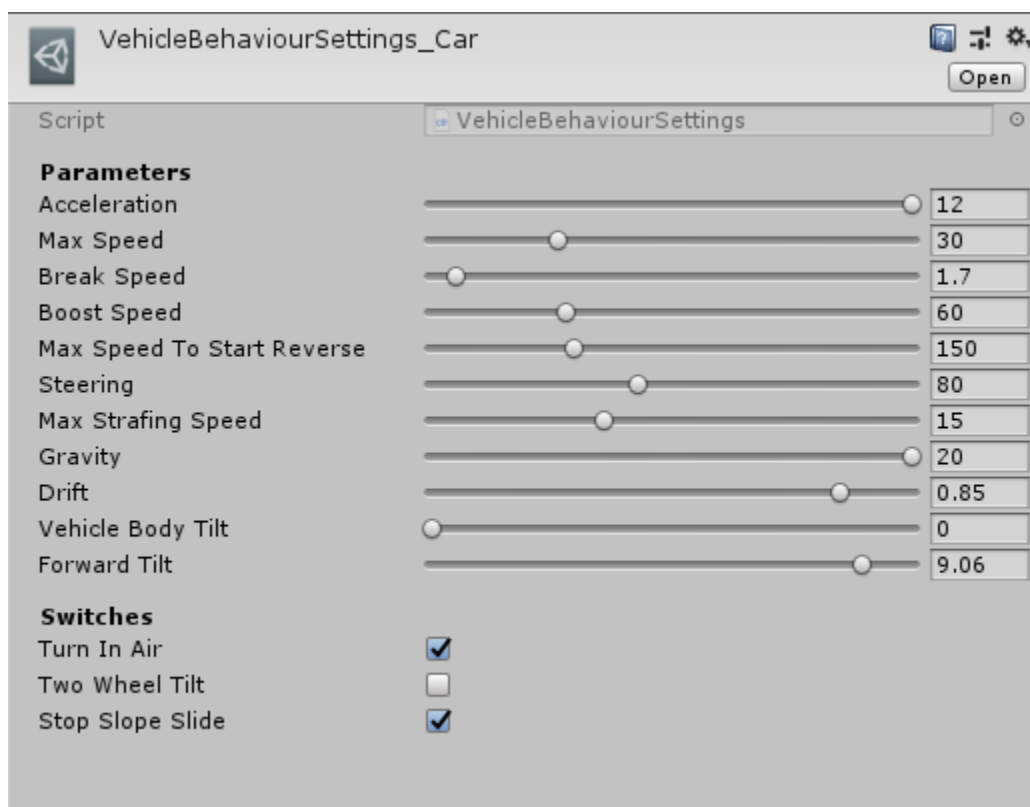 VehicleBehaviourSettings_Car
Open
Script VehicleBehaviourSettings
Parameters
Acceleration 12
Max Speed 30
Break Speed 1.7
Boost Speed 60
Max Speed To Start Reverse 150
Steering 80
Max Strafing Speed 15
Gravity 20
Drift 0.85
Vehicle Body Tilt 0
Forward Tilt 9.06
Switches
Turn In Air
Two Wheel Tilt
Stop Slope Slide